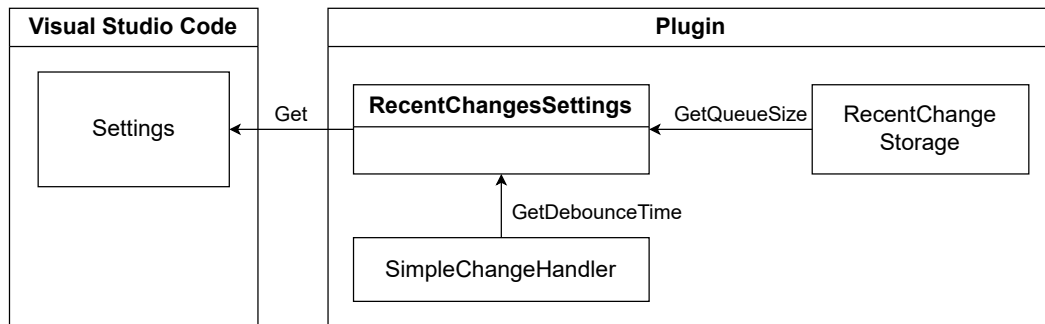 Visual Studio Code
Plugin
Settings
Get
RecentChangesSettings
GetQueueSize
RecentChange
Storage
GetDebounceTime
SimpleChangeHandler